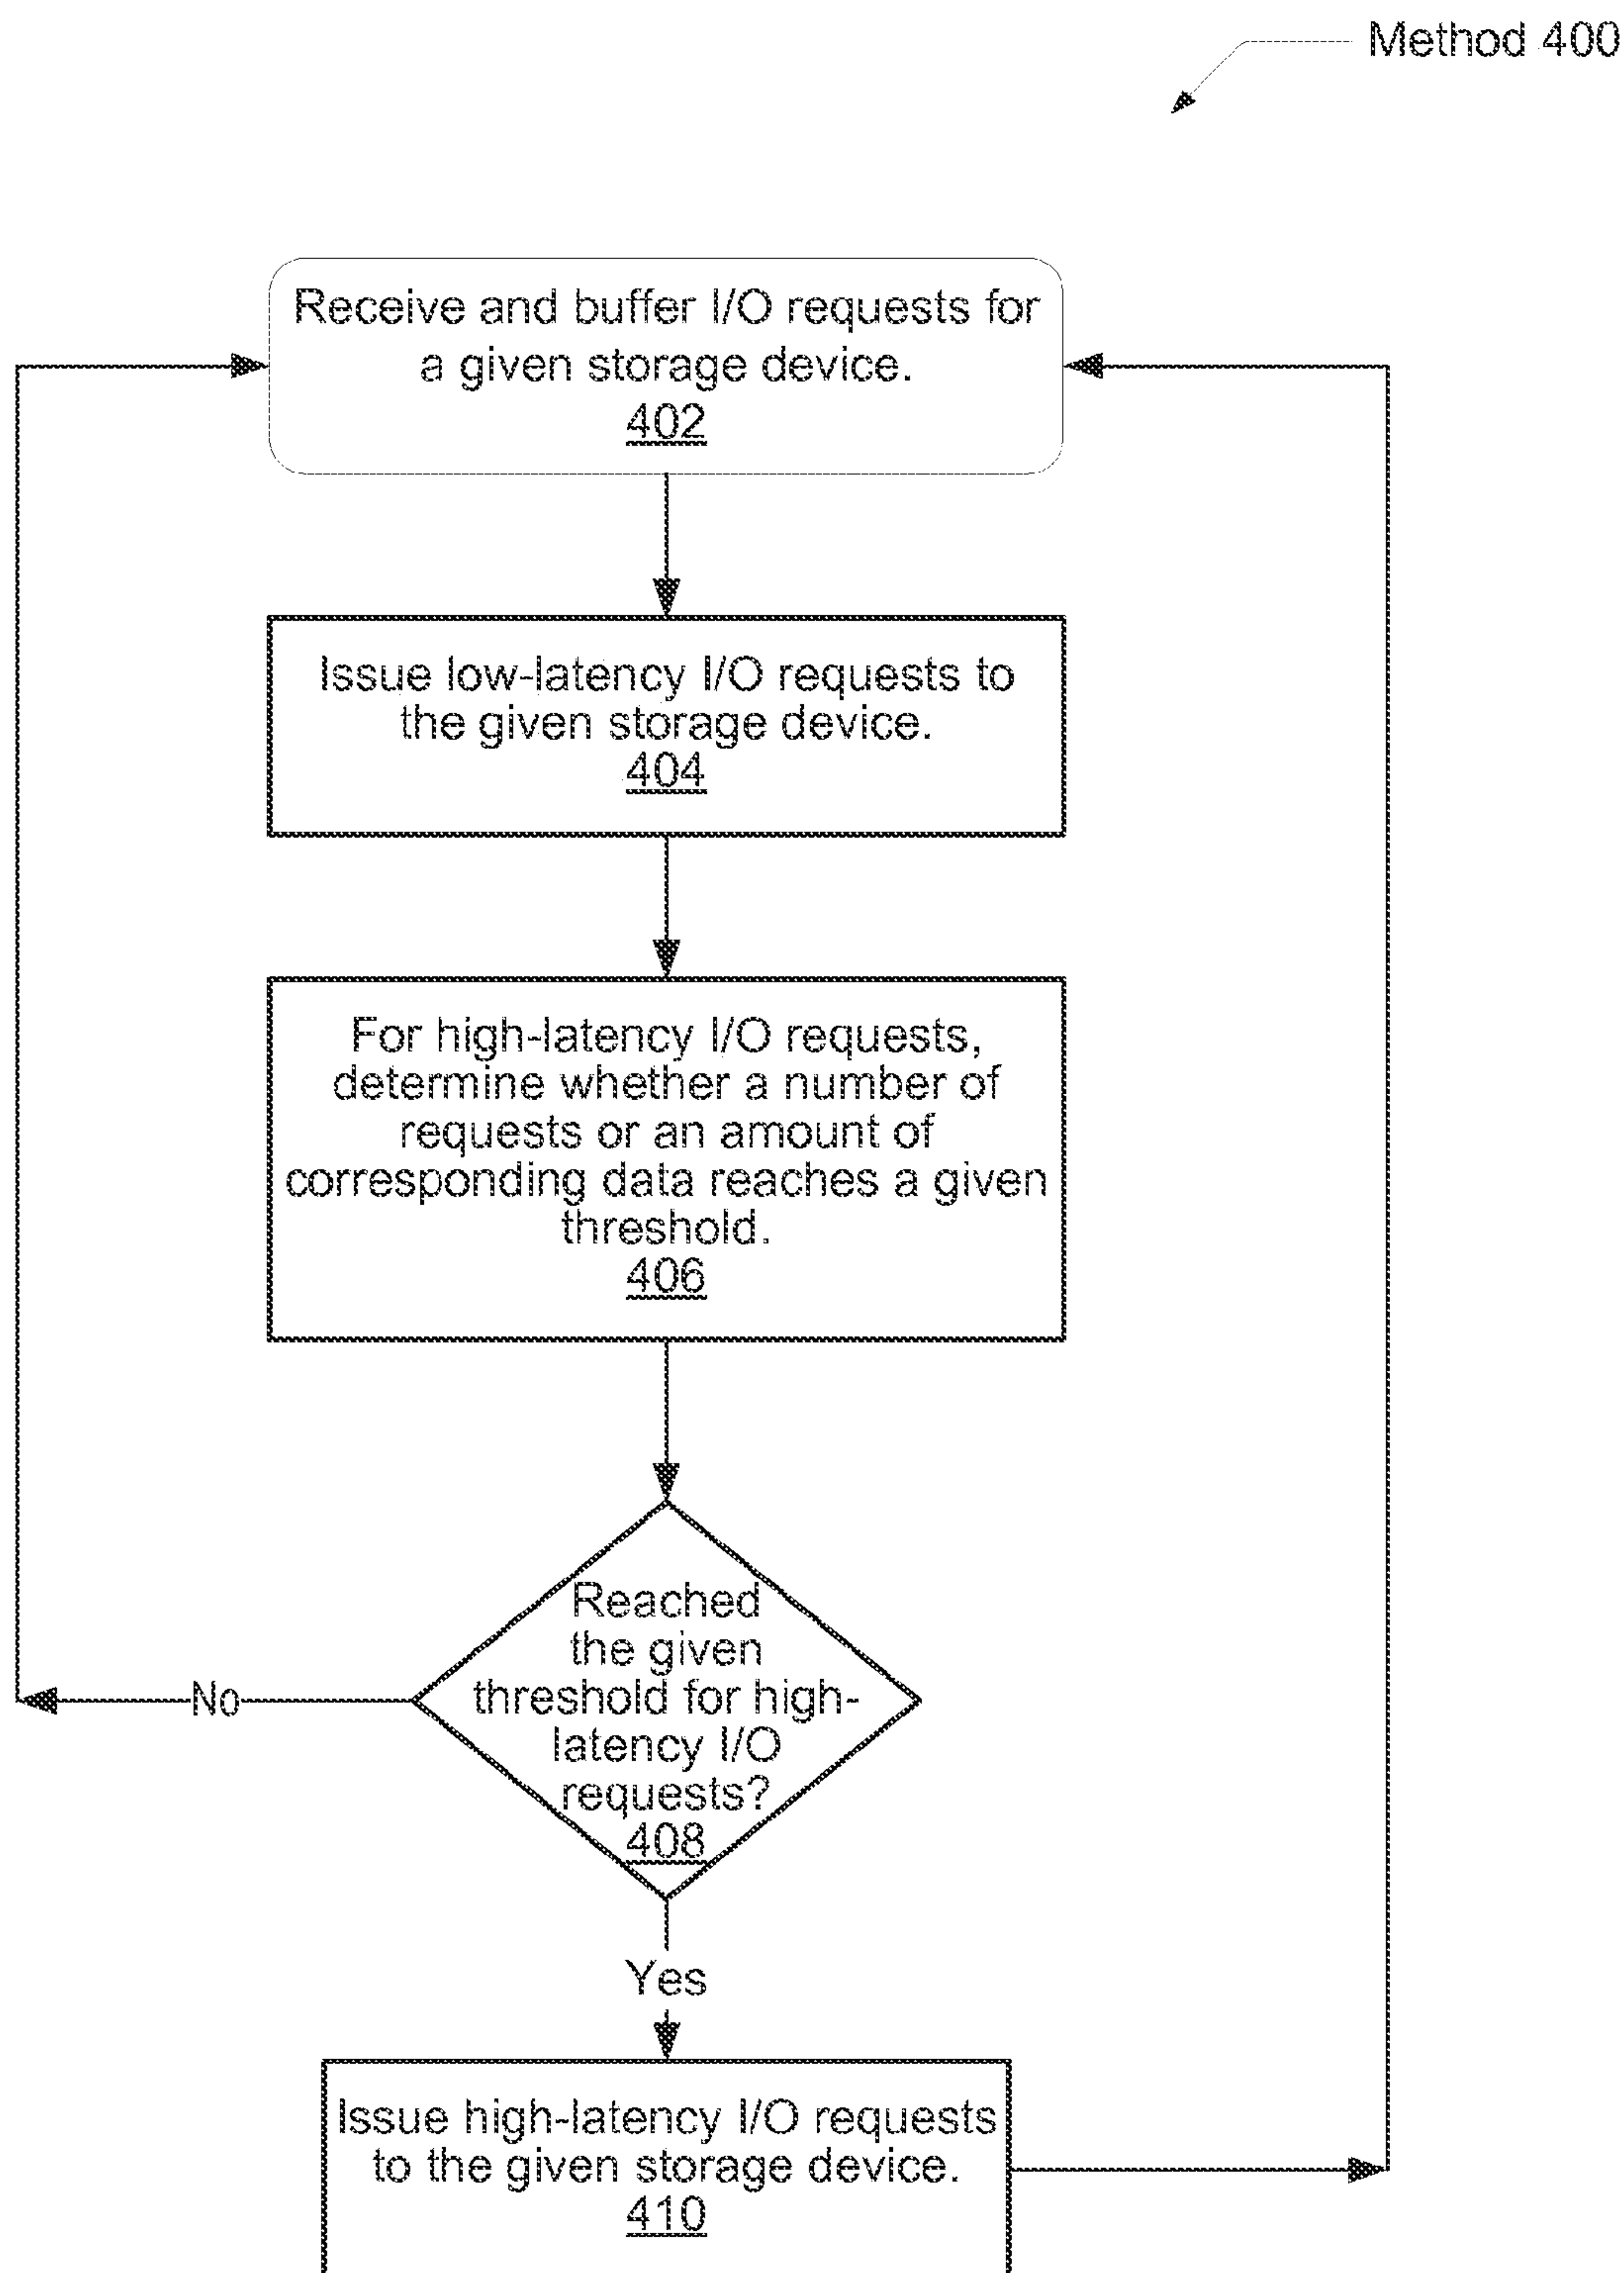 Method 400
Receive and buffer I/O requests for
a given storage device.
402
Issue low-latency I/O requests to
the given storage device.
404
For high-latency I/O requests,
determine whether a number of
requests or an amount of
corresponding data reaches a given
threshold.
406
Reached
the given
threshold for high-
latency I/O
requests?
408
No
Yes
Issue high-latency I/O requests
to the given storage device.
410